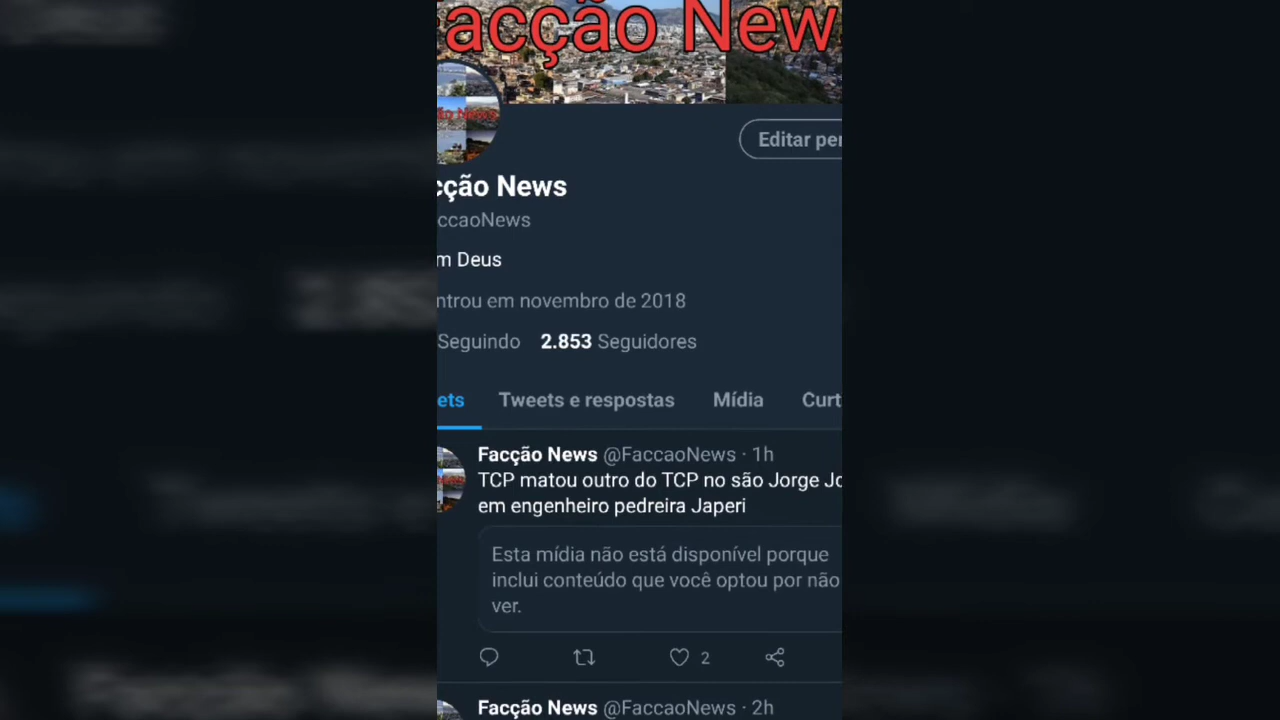 acção New
Editar per
cção News
ccaoNews
m Deus
ntrou em novembro de 2018
Seguindo 2.853 Seguidores
ets Tweets e respostas Mídia Curt
Facção News @FaccaoNews · 1h
TCP matou outro do TCP no são Jorge Jo
em engenheiro pedreira Japeri
Esta mídia não está disponível porque
inclui conteúdo que você optou por não
ver.
2
Facção News @FaccaoNews · 2h